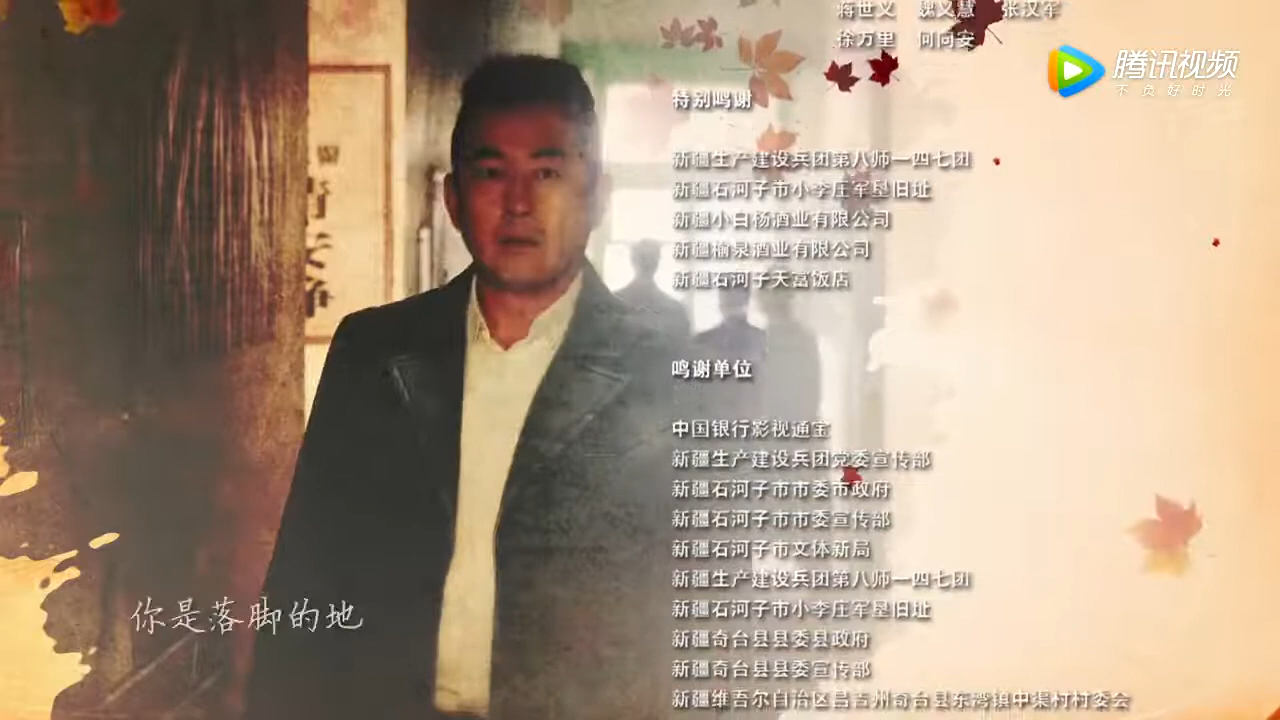 蒋世义 魏义慧 张汉军
徐万里 何问安
腾讯视频
不负好时光
特别鸣谢
新疆生产建设兵团第八师一四七团
新疆石河子市小李庄军垦旧址
新疆小白杨酒业有限公司
新疆榆泉酒业有限公司
新疆石河子天富饭店
鸣谢单位
中国银行影视通宝
新疆生产建设兵团党委宣传部
新疆石河子市市委市政府
新疆石河子市市委宣传部
新疆石河子市文体新局
新疆生产建设兵团第八师一四七团
新疆石河子市小李庄军垦旧址
新疆奇台县县委县政府
新疆奇台县县委宣传部
新疆维吾尔自治区昌吉州奇台县东湾镇中渠村村委会
你是落脚的地